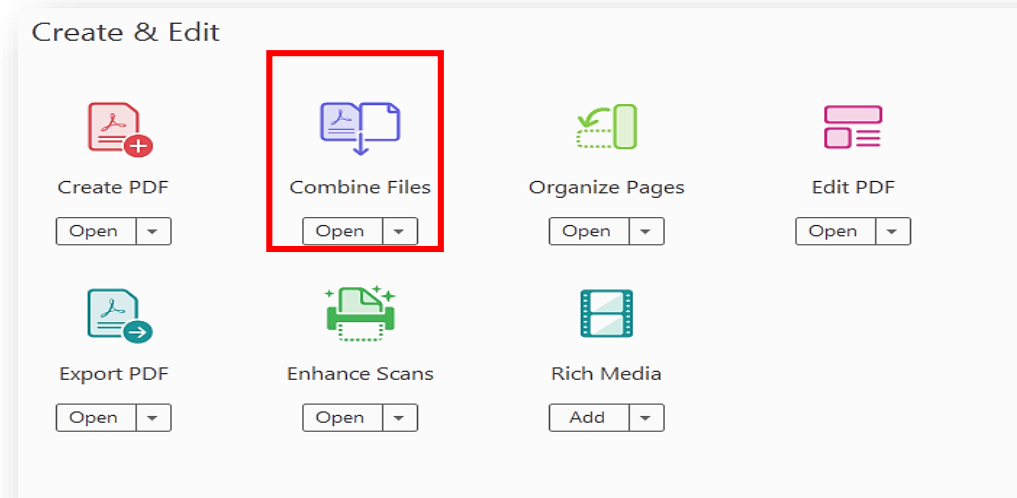 Create & Edit
Create PDF
Combine Files
Organize Pages
Edit PDF
Open
Open
Open
Open
Export PDF
Enhance Scans
Rich Media
Open
Open
Add